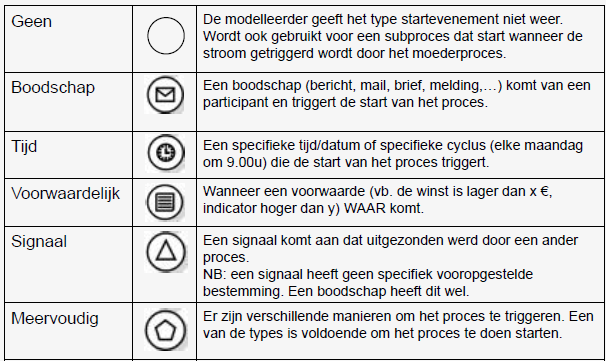 Geen
De modelleerder geeft het type startevenement niet weer.
Wordt ook gebruikt voor een subproces dat start wanneer de
stroom getriggerd wordt door het moederproces.
Boodschap
Een boodschap (bericht, mail, brief, melding,…) komt van een
participant en triggert de start van het proces.
Tijd
Een specifieke tijd/datum of specifieke cyclus (elke maandag
om 9.00u) die de start van het proces triggert.
Voorwaardelijk
Wanneer een voorwaarde (vb. de winst is lager dan x €,
indicator hoger dan y) WAAR komt.
Signaal
Een signaal komt aan dat uitgezonden werd door een ander
proces.
NB: een signaal heeft geen specifiek vooropgestelde
bestemming. Een boodschap heeft dit wel.
Meervoudig
Er zijn verschillende manieren om het proces te triggeren. Een
van de types is voldoende om het proces te doen starten.